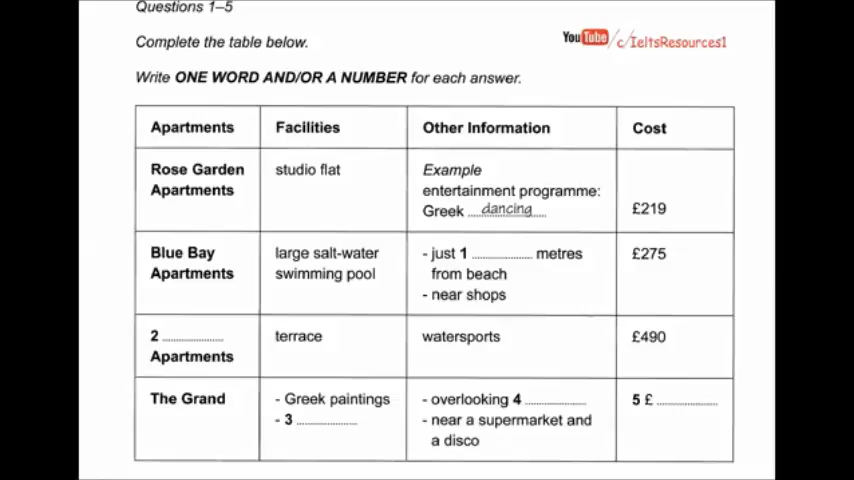 Questions 1–5
Complete the table below.
YouTube /c/IeltsResources1
Write ONE WORD AND/OR A NUMBER for each answer.
Apartments Facilities Other Information Cost
Rose Garden Apartments
studio flat
Example
entertainment programme:
Greek dancing
£219
Blue Bay Apartments
large salt-water
swimming pool
- just 1 .................... metres
from beach
- near shops
£275
2 ....................
Apartments
terrace
watersports
£490
The Grand
- Greek paintings
- 3 ....................
- overlooking 4 ....................
- near a supermarket and
a disco
5 £ ....................